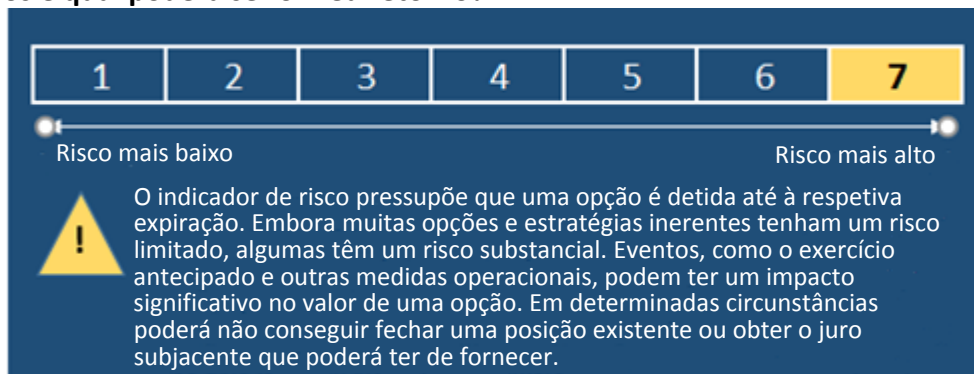 1 2 3 4 5 6 7
Risco mais baixo Risco mais alto
! O indicador de risco pressupõe que uma opção é detida até à respetiva
expiração. Embora muitas opções e estratégias inerentes tenham um risco
limitado, algumas têm um risco substancial. Eventos, como o exercício
antecipado e outras medidas operacionais, podem ter um impacto
significativo no valor de uma opção. Em determinadas circunstâncias
poderá não conseguir fechar uma posição existente ou obter o juro
subjacente que poderá ter de fornecer.